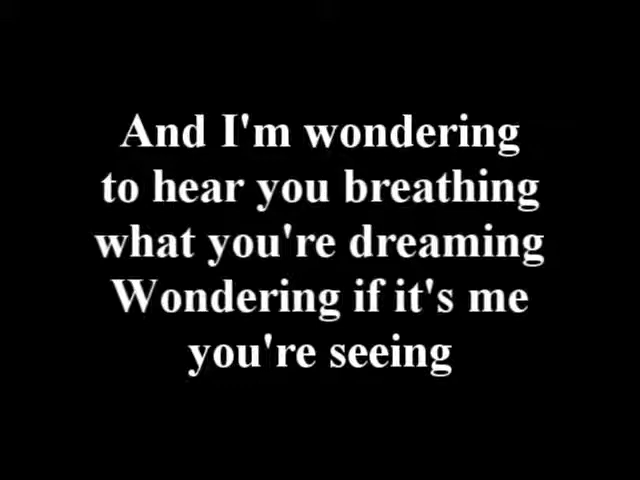 And I'm wondering
to hear you breathing
what you're dreaming
Wondering if it's me
you're seeing